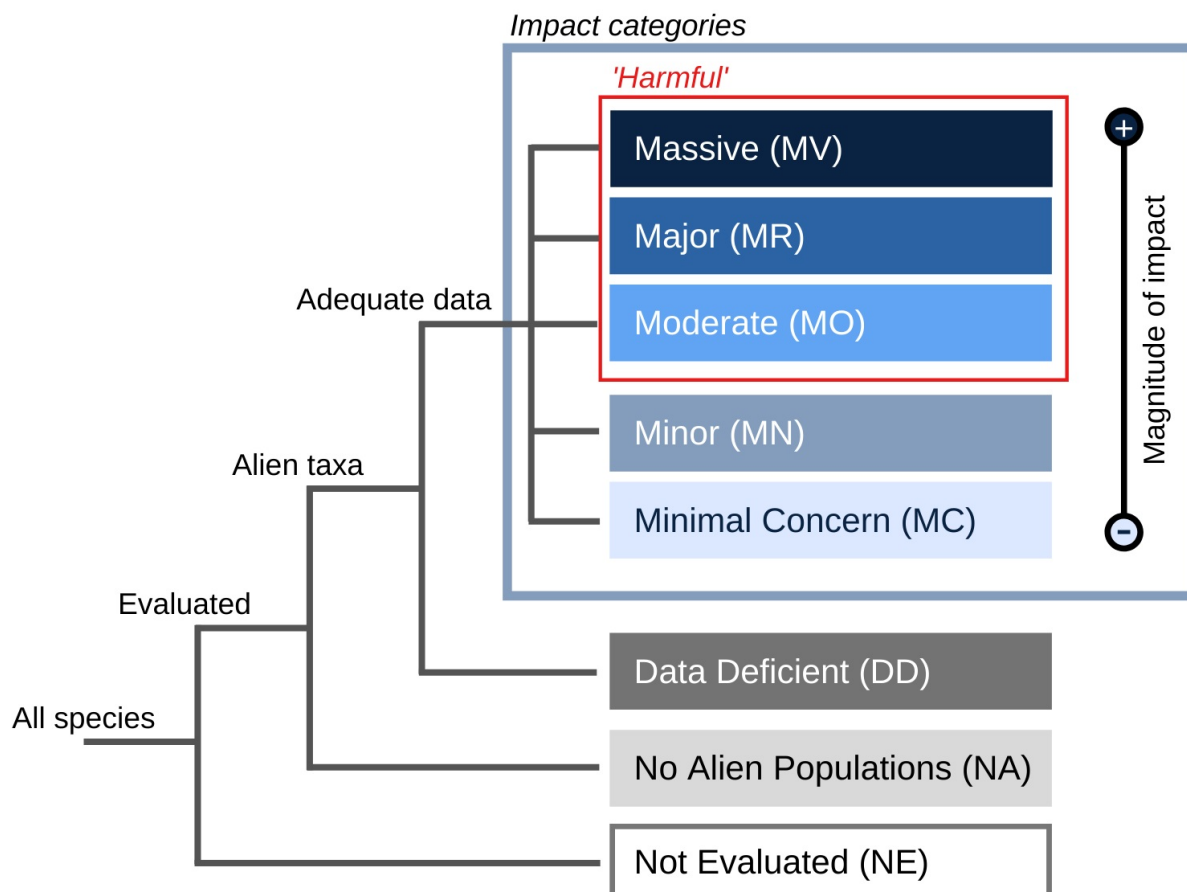 Impact categories
'Harmful'
Massive (MV)
+
Major (MR)
Magnitude of impact
Adequate data
Moderate (MO)
Minor (MN)
Alien taxa
Minimal Concern (MC)
-
Evaluated
Data Deficient (DD)
All species
No Alien Populations (NA)
Not Evaluated (NE)